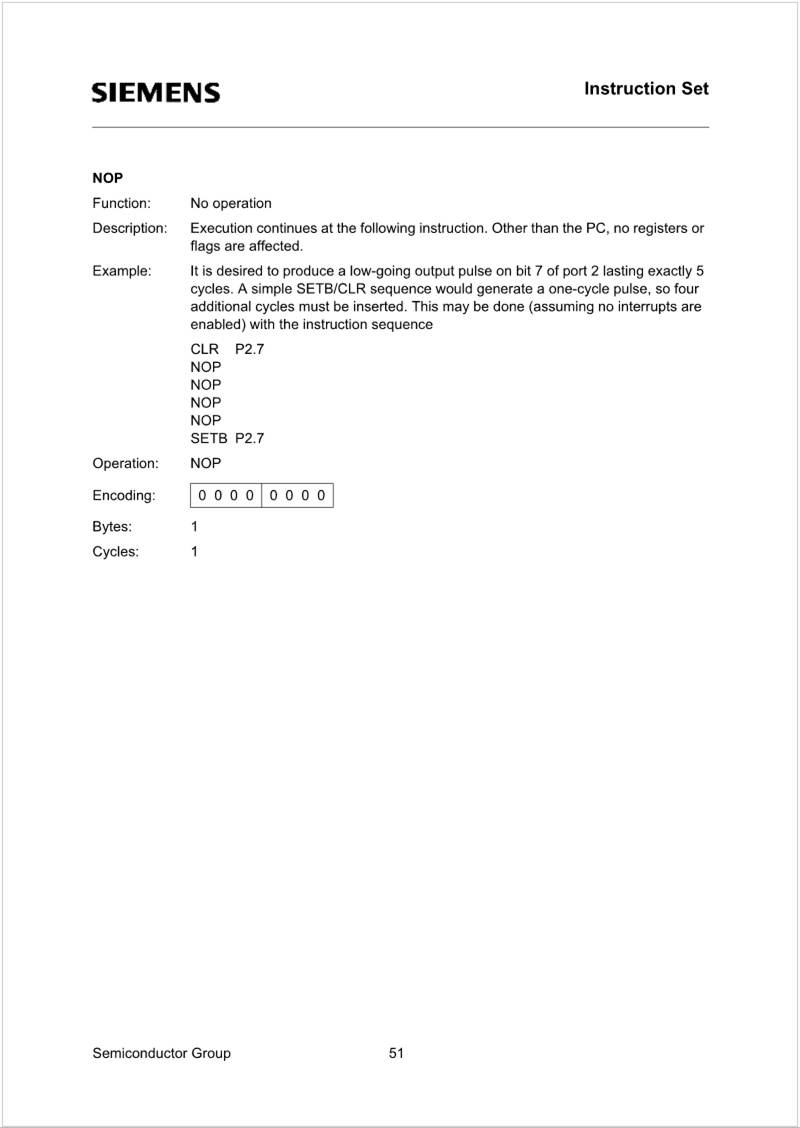 SIEMENS
Instruction Set
NOP
Function: No operation
Description: Execution continues at the following instruction. Other than the PC, no registers or
flags are affected.
Example: It is desired to produce a low-going output pulse on bit 7 of port 2 lasting exactly 5
cycles. A simple SETB/CLR sequence would generate a one-cycle pulse, so four
additional cycles must be inserted. This may be done (assuming no interrupts are
enabled) with the instruction sequence
CLR P2.7
NOP
NOP
NOP
NOP
SETB P2.7
Operation: NOP
Encoding: 0 0 0 0 0 0 0 0
Bytes: 1
Cycles: 1
Semiconductor Group 51